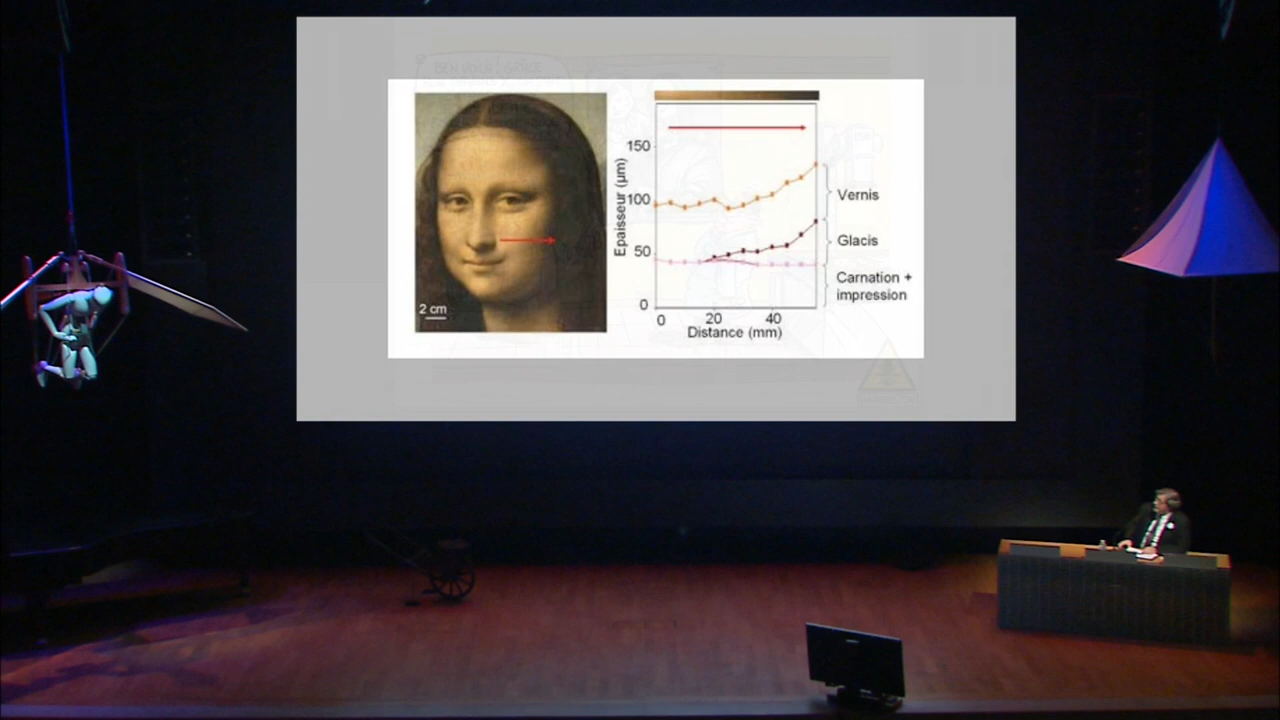 2 cm
Epaisseur (µm)
150
100
50
0
0 20 40
Distance (mm)
Vernis
Glacis
Carnation +
impression